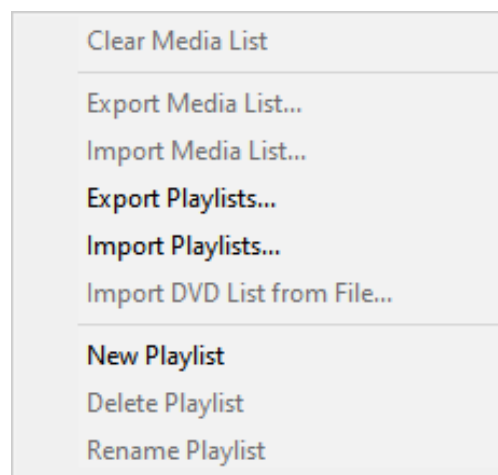 Clear Media List
Export Media List...
Import Media List...
Export Playlists...
Import Playlists...
Import DVD List from File...
New Playlist
Delete Playlist
Rename Playlist